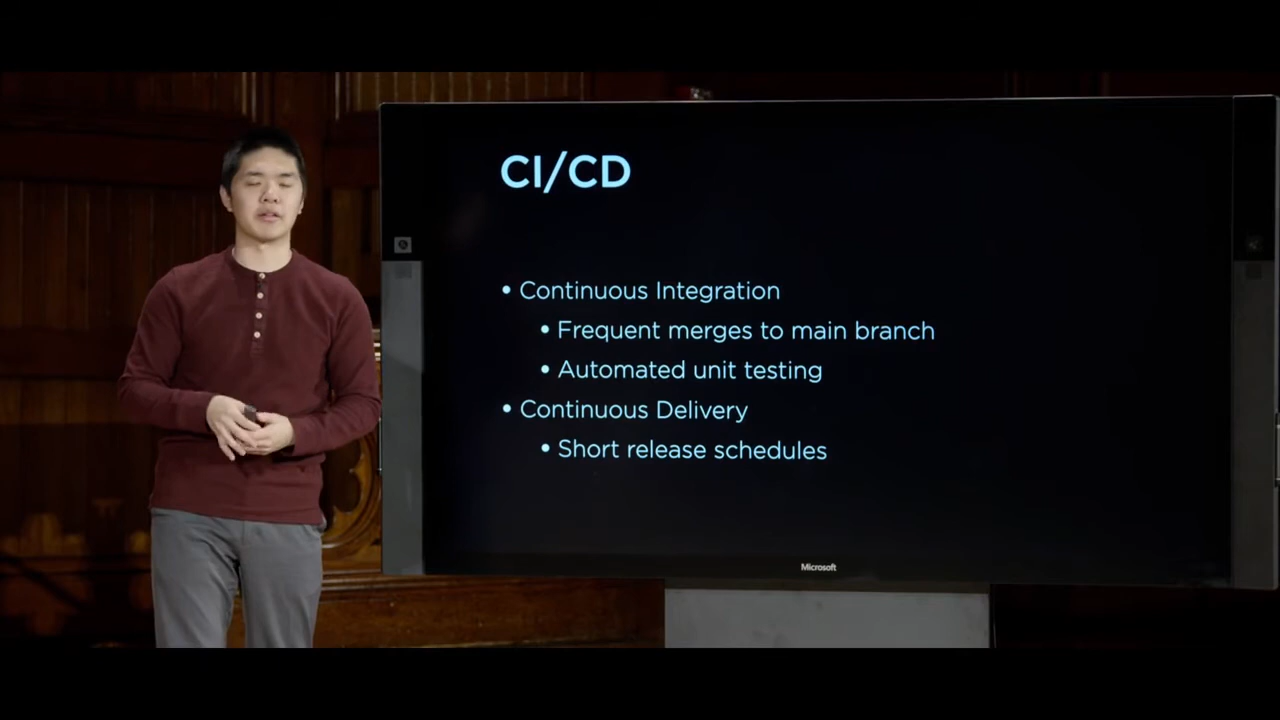 CI/CD
• Continuous Integration
• Frequent merges to main branch
• Automated unit testing
• Continuous Delivery
• Short release schedules
Microsoft